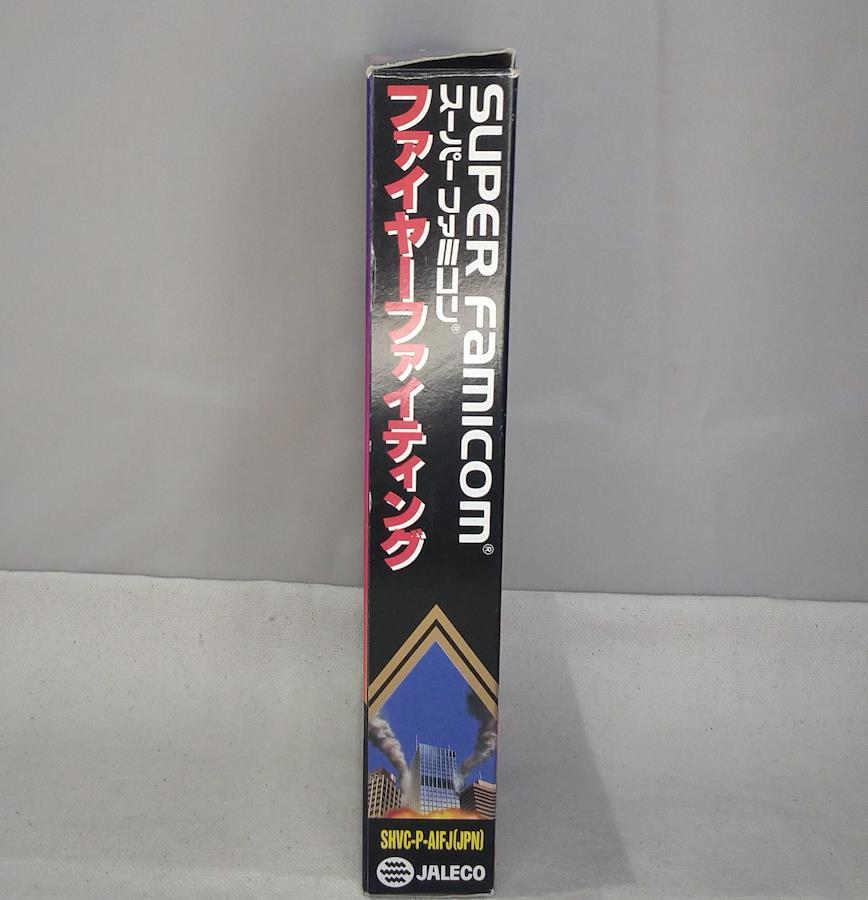 SUPER FAMICOM®
スーパーファミコン®
ファイヤーファイティング
SHVC-P-AIFJ(JPN)
JALECO